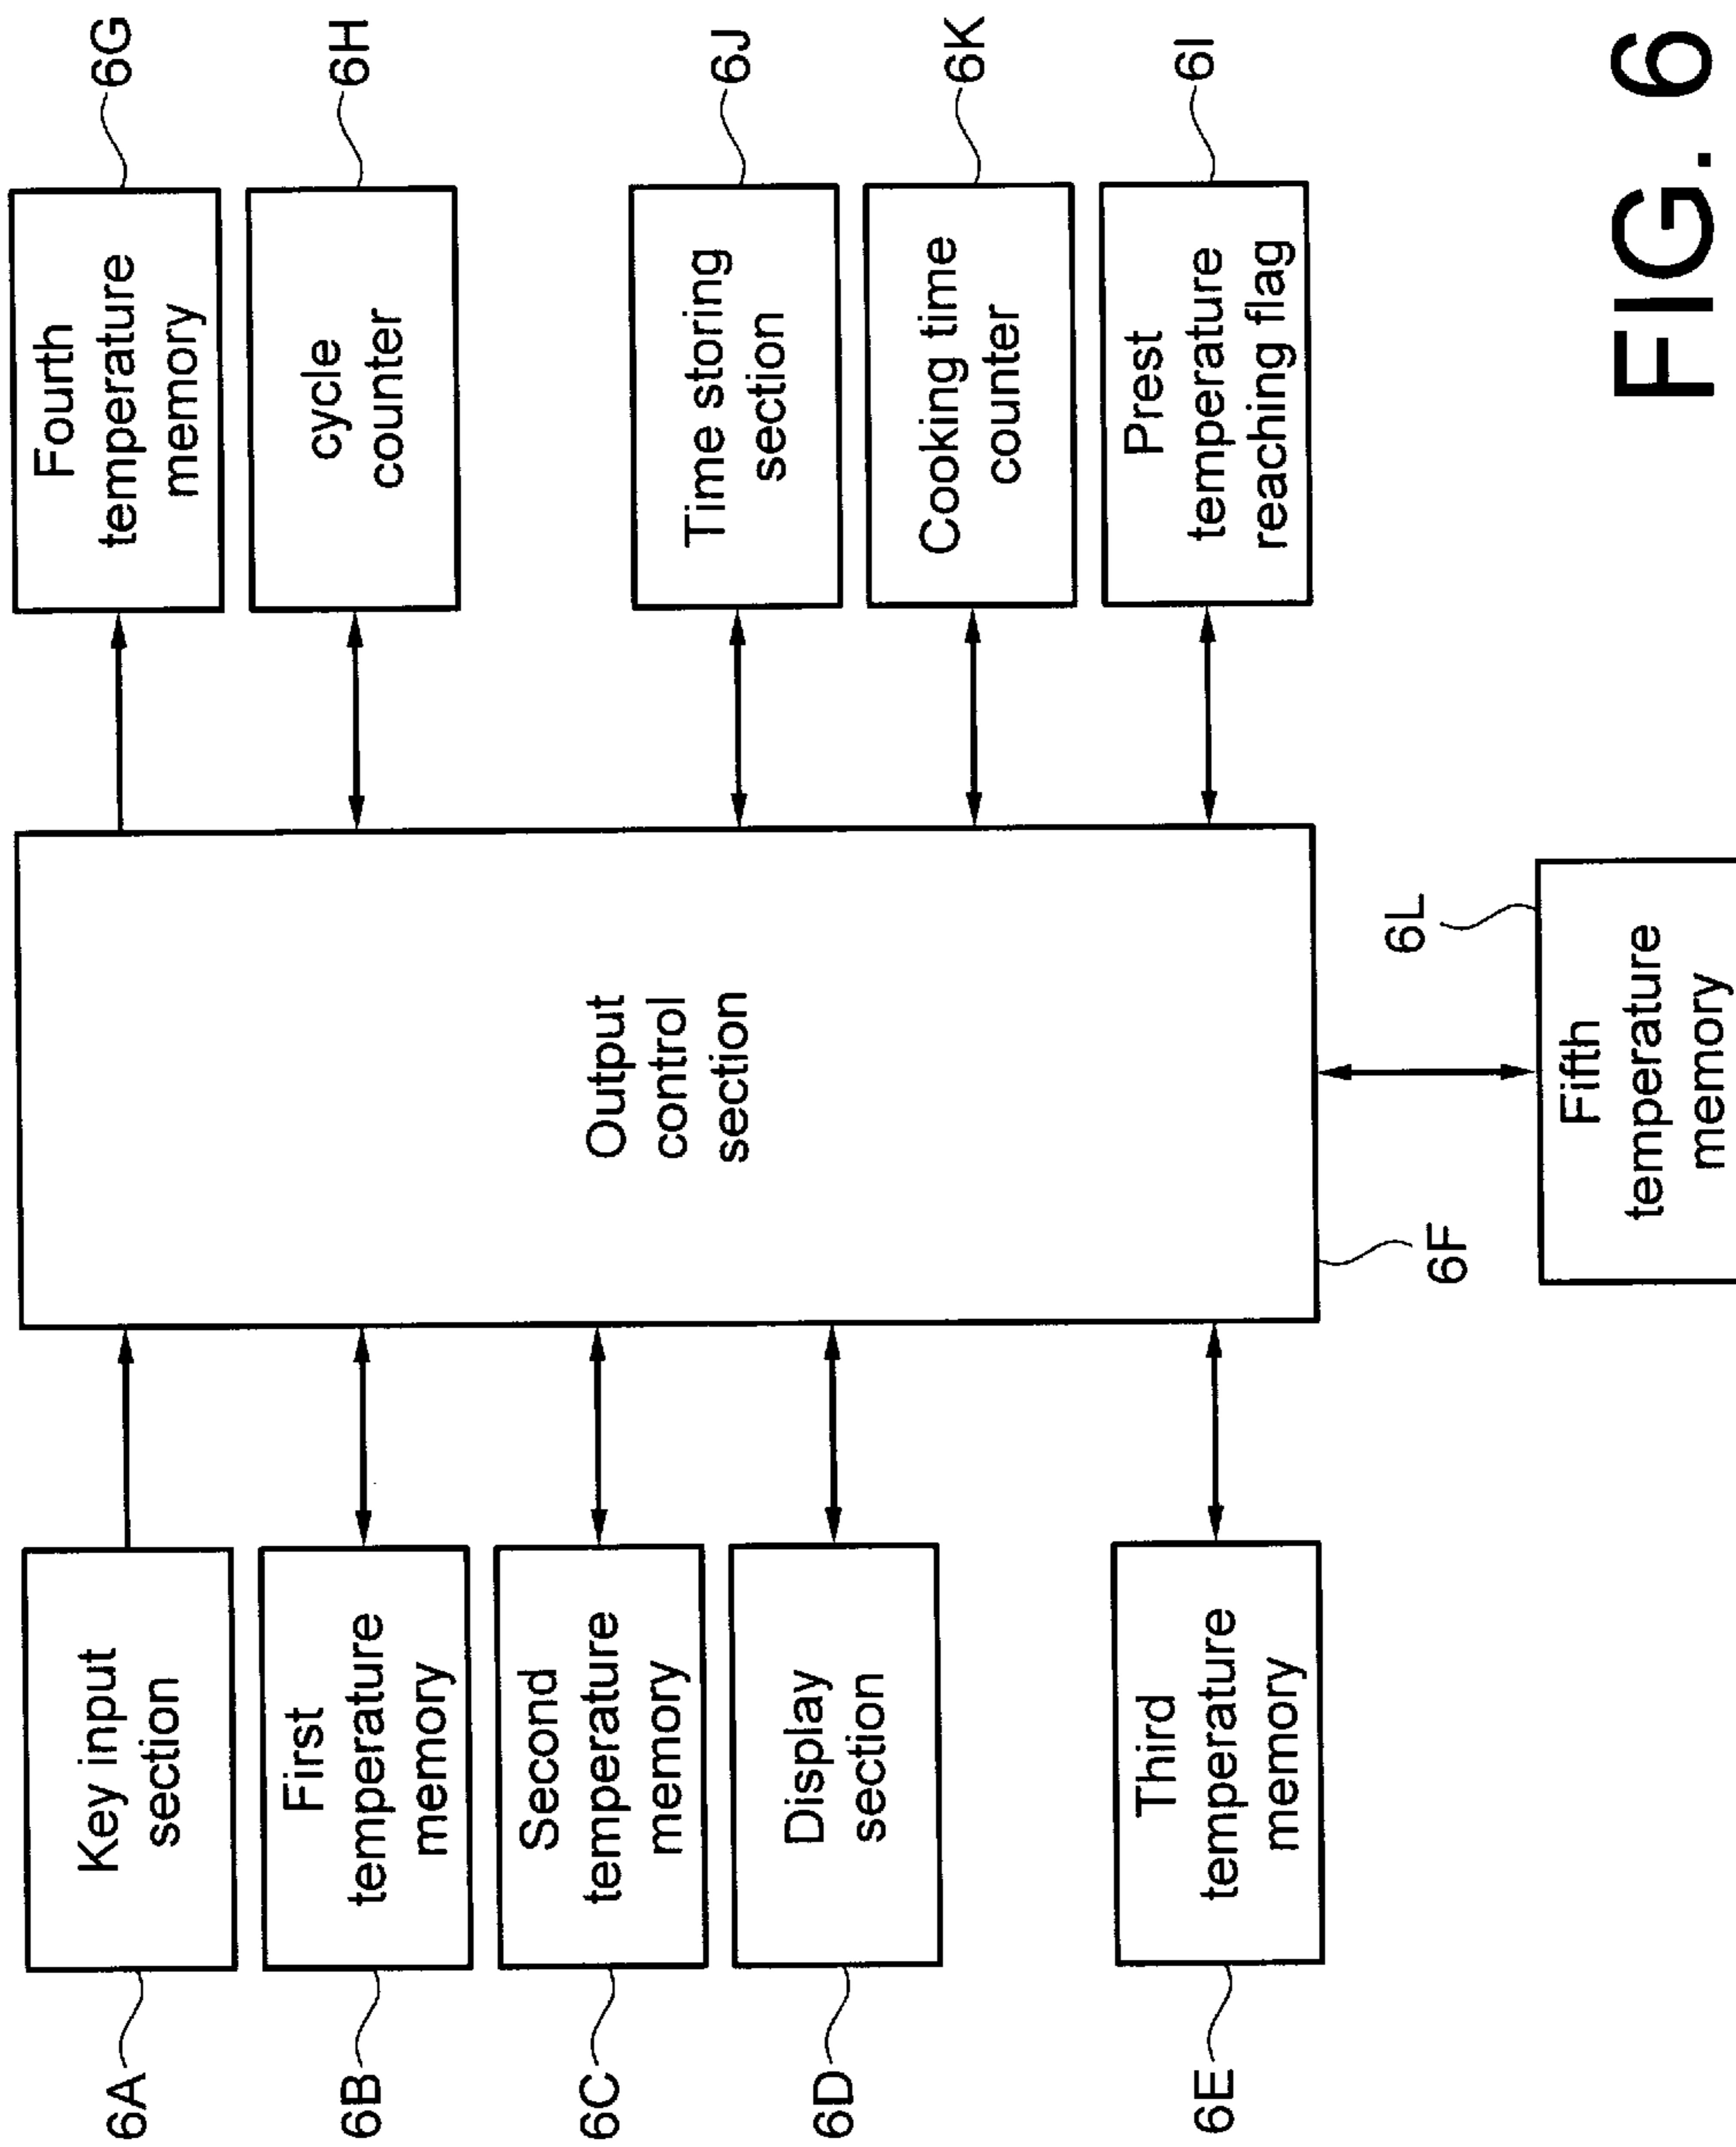 6A
Key input
section
6B
First
temperature
memory
6C
Second
temperature
memory
6D
Display
section
6E
Third
temperature
memory
Output
control
section
6F
6G
Fourth
temperature
memory
6H
cycle
counter
6J
Time storing
section
6K
Cooking time
counter
6I
Prest
temperature
reaching flag
6L
Fifth
temperature
memory
FIG. 6